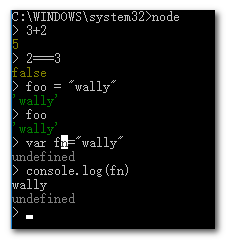 C:\WINDOWS\system32>node
> 3+2
5
> 2===3
false
> foo = "wally"
'wally'
> foo
'wally'
> var fn="wally"
undefined
> console.log(fn)
wally
undefined
>